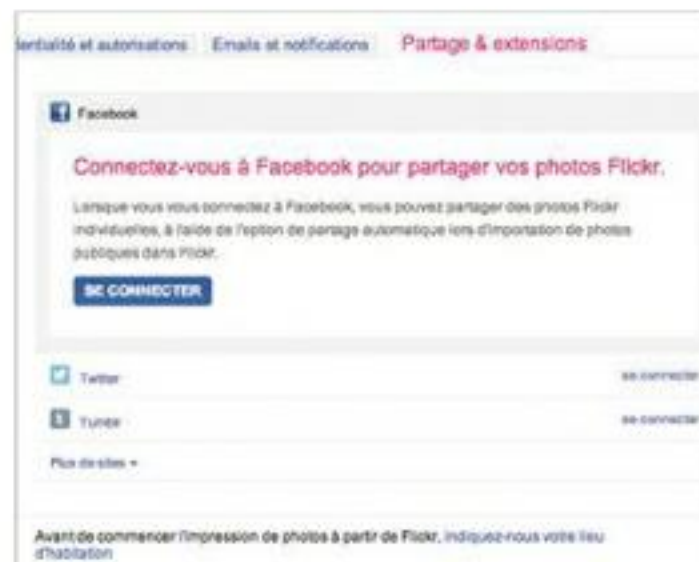 entialité et autorisations Emails et notifications Partage & extensions
Facebook
Connectez-vous à Facebook pour partager vos photos Flickr.
Lorsque vous vous connectez à Facebook, vous pouvez partager des photos Flickr
individuelles, à l'aide de l'option de partage automatique lors d'importation de photos
publiques dans Flickr.
SE CONNECTER
Twitter se connecter
se connecter
Plus de sites
Avant de commencer l'impression de photos à partir de Flickr, indiquez-nous votre lieu
d'habitation